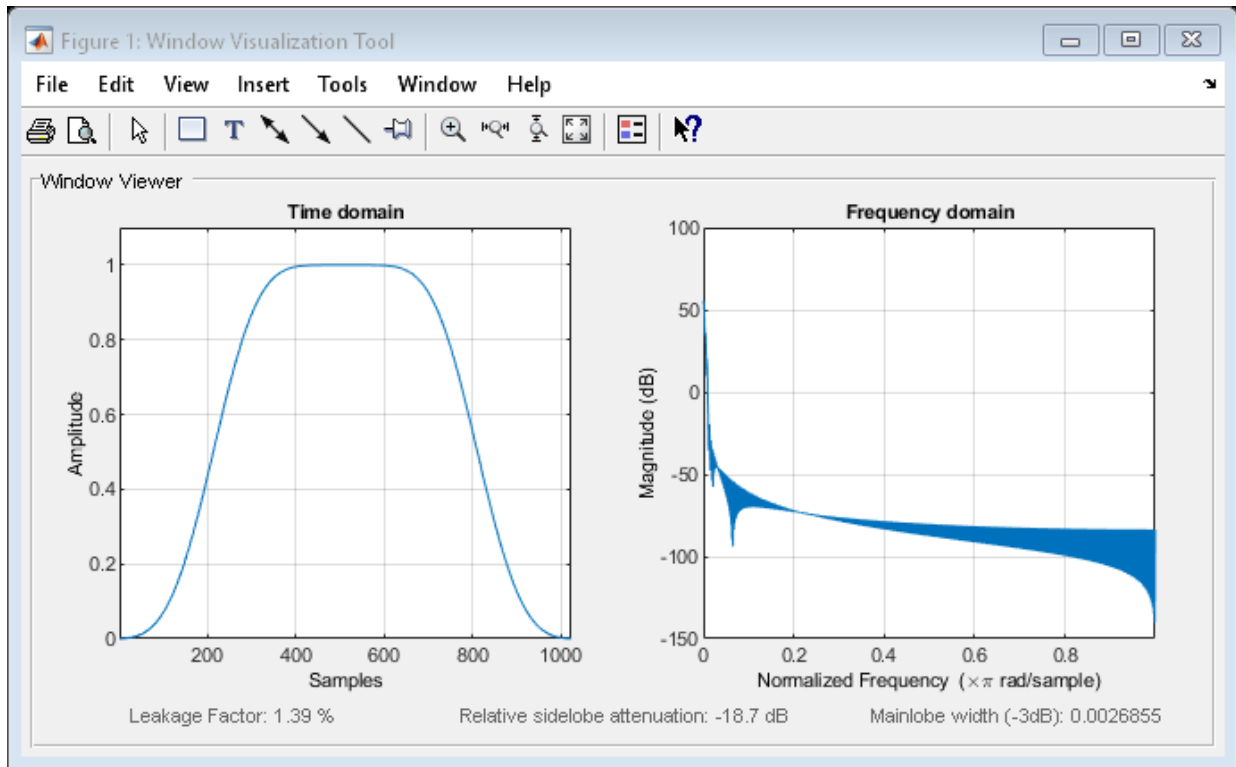 Figure 1: Window Visualization Tool
File Edit View Insert Tools Window Help
T
?
Window Viewer
Time domain
1
0.8
0.6
0.4
0.2
0
Amplitude
200 400 600 800 1000
Samples
Frequency domain
100
50
0
-50
-100
-150
Magnitude (dB)
0 0.2 0.4 0.6 0.8
Normalized Frequency (×π rad/sample)
Leakage Factor: 1.39 % Relative sidelobe attenuation: -18.7 dB Mainlobe width (-3dB): 0.0026855